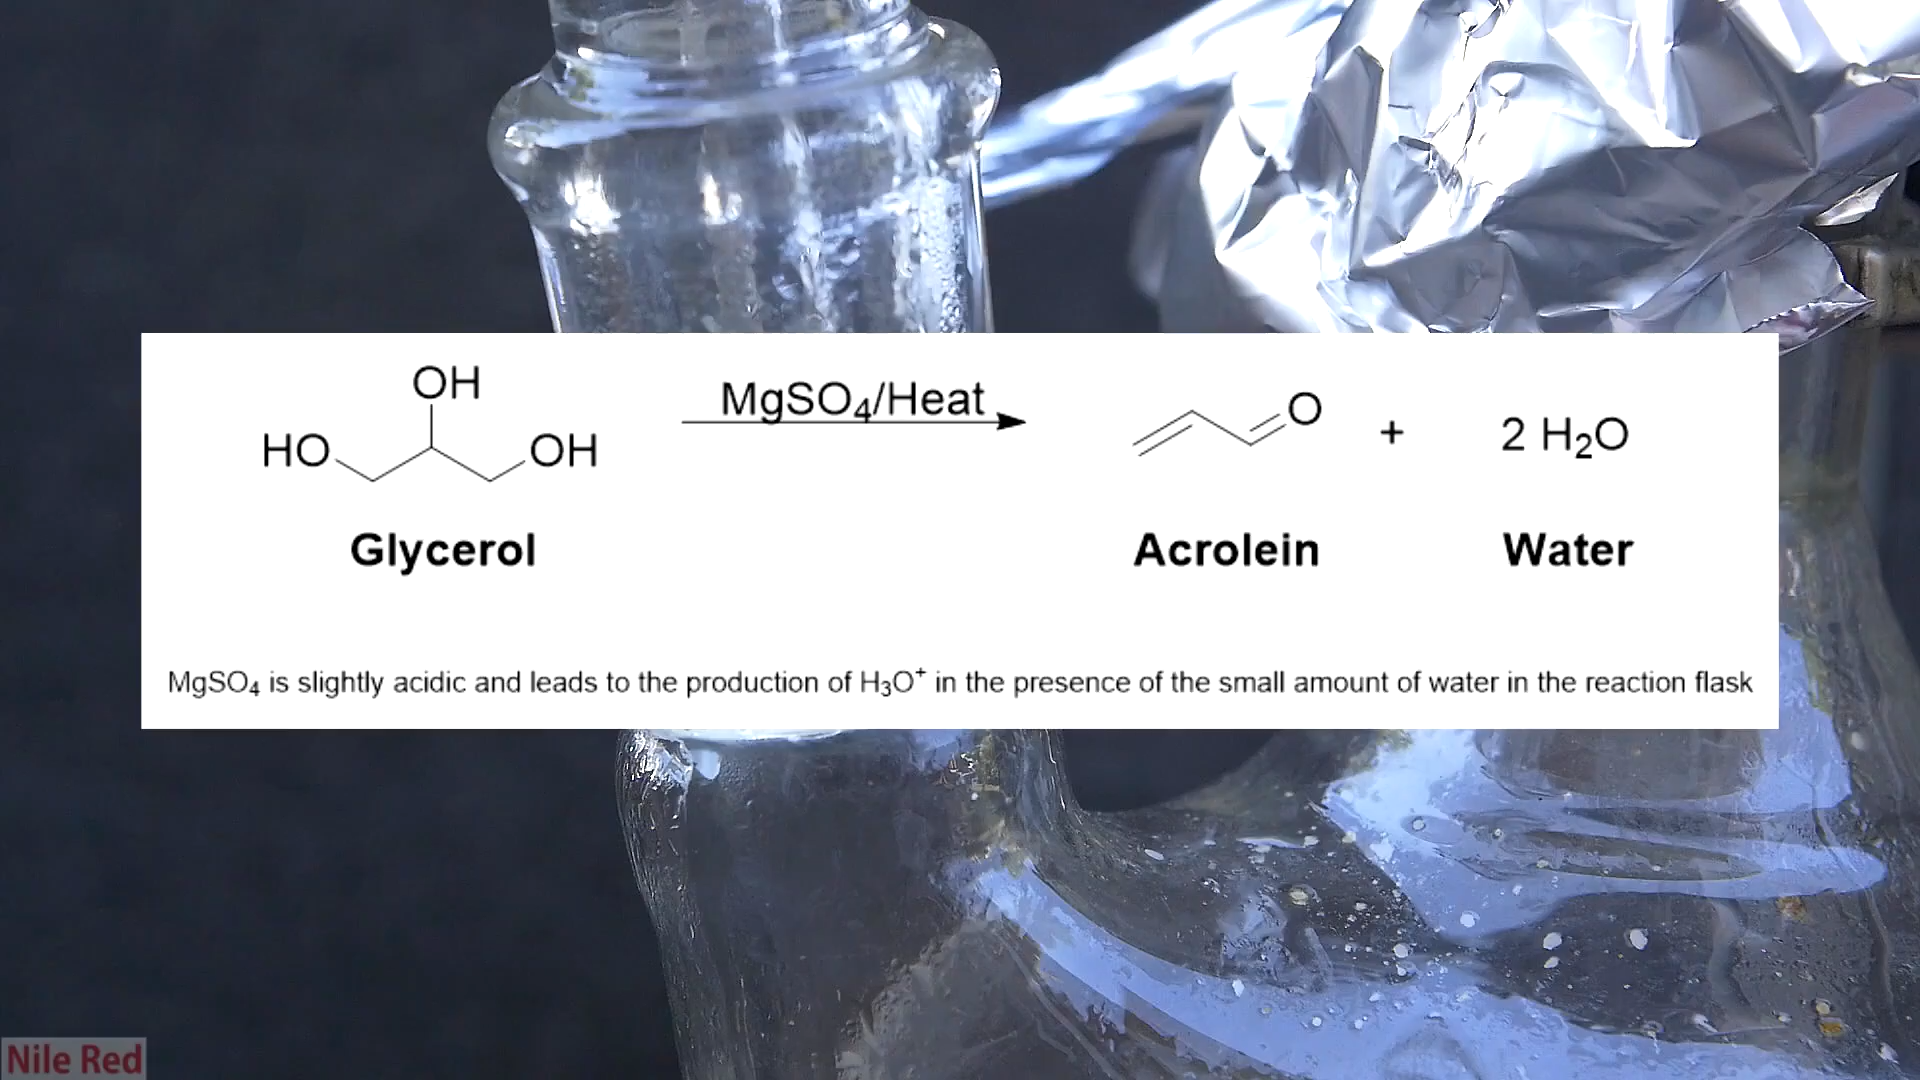 OH
HO OH
MgSO₄/Heat
O
+ 2 H₂O
Glycerol Acrolein Water
MgSO₄ is slightly acidic and leads to the production of H₃O⁺ in the presence of the small amount of water in the reaction flask
Nile Red